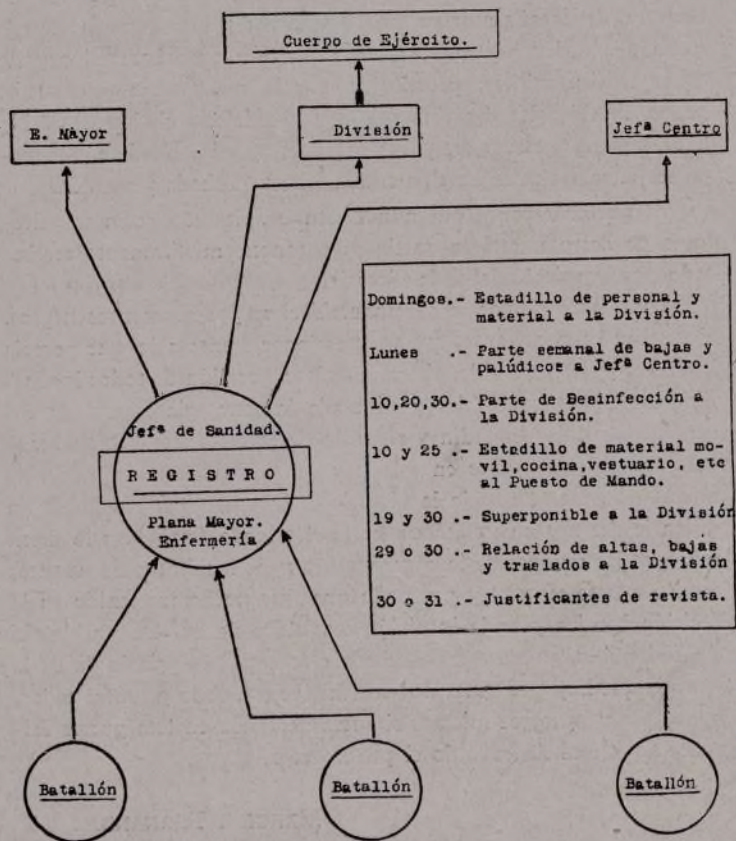 Cuerpo de Ejército.
E. Mayor
División
Jefª Centro
Domingos.- Estadillo de personal y
material a la División.
Lunes .- Parte semanal de bajas y
palúdicos a Jefª Centro.
10,20,30.- Parte de Desinfección a
la División.
10 y 25 .- Estadillo de material mo-
vil,cocina,vestuario, etc
al Puesto de Mando.
19 y 30 .- Superponible a la División
29 o 30 .- Relación de altas, bajas
y traslados a la División
30 o 31 .- Justificantes de revista.
Jefª de Sanidad.
REGISTRO
Plana Mayor.
Enfermería
Batallón
Batallón
Batallón